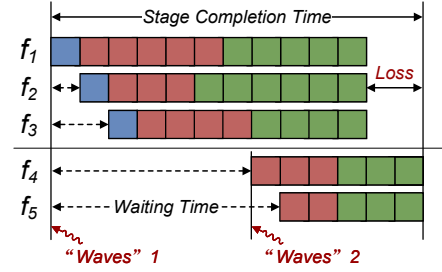 Stage Completion Time
f1
f2
Loss
f3
f4
f5
Waiting Time
“Waves” 1
“Waves” 2